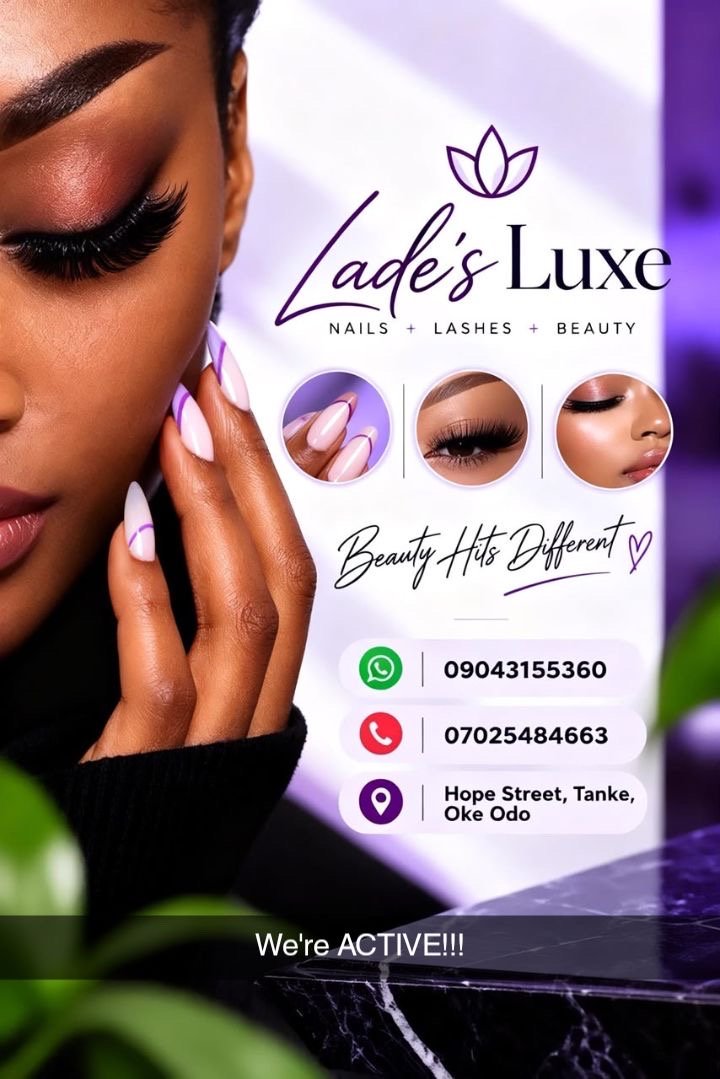 Lade's Luxe
NAILS + LASHES + BEAUTY
Beauty Hits Different
09043155360
07025484663
Hope Street, Tanke,
Oke Odo
We're ACTIVE!!!